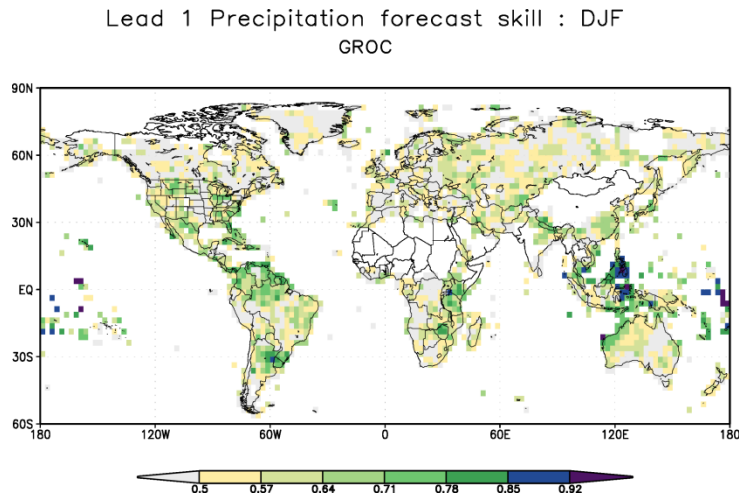 Lead 1 Precipitation forecast skill : DJF
GROC
90N
60N
30N
EQ
30S
60S
180 120W 60W 0 60E 120E 180
0.5 0.57 0.64 0.71 0.78 0.85 0.92